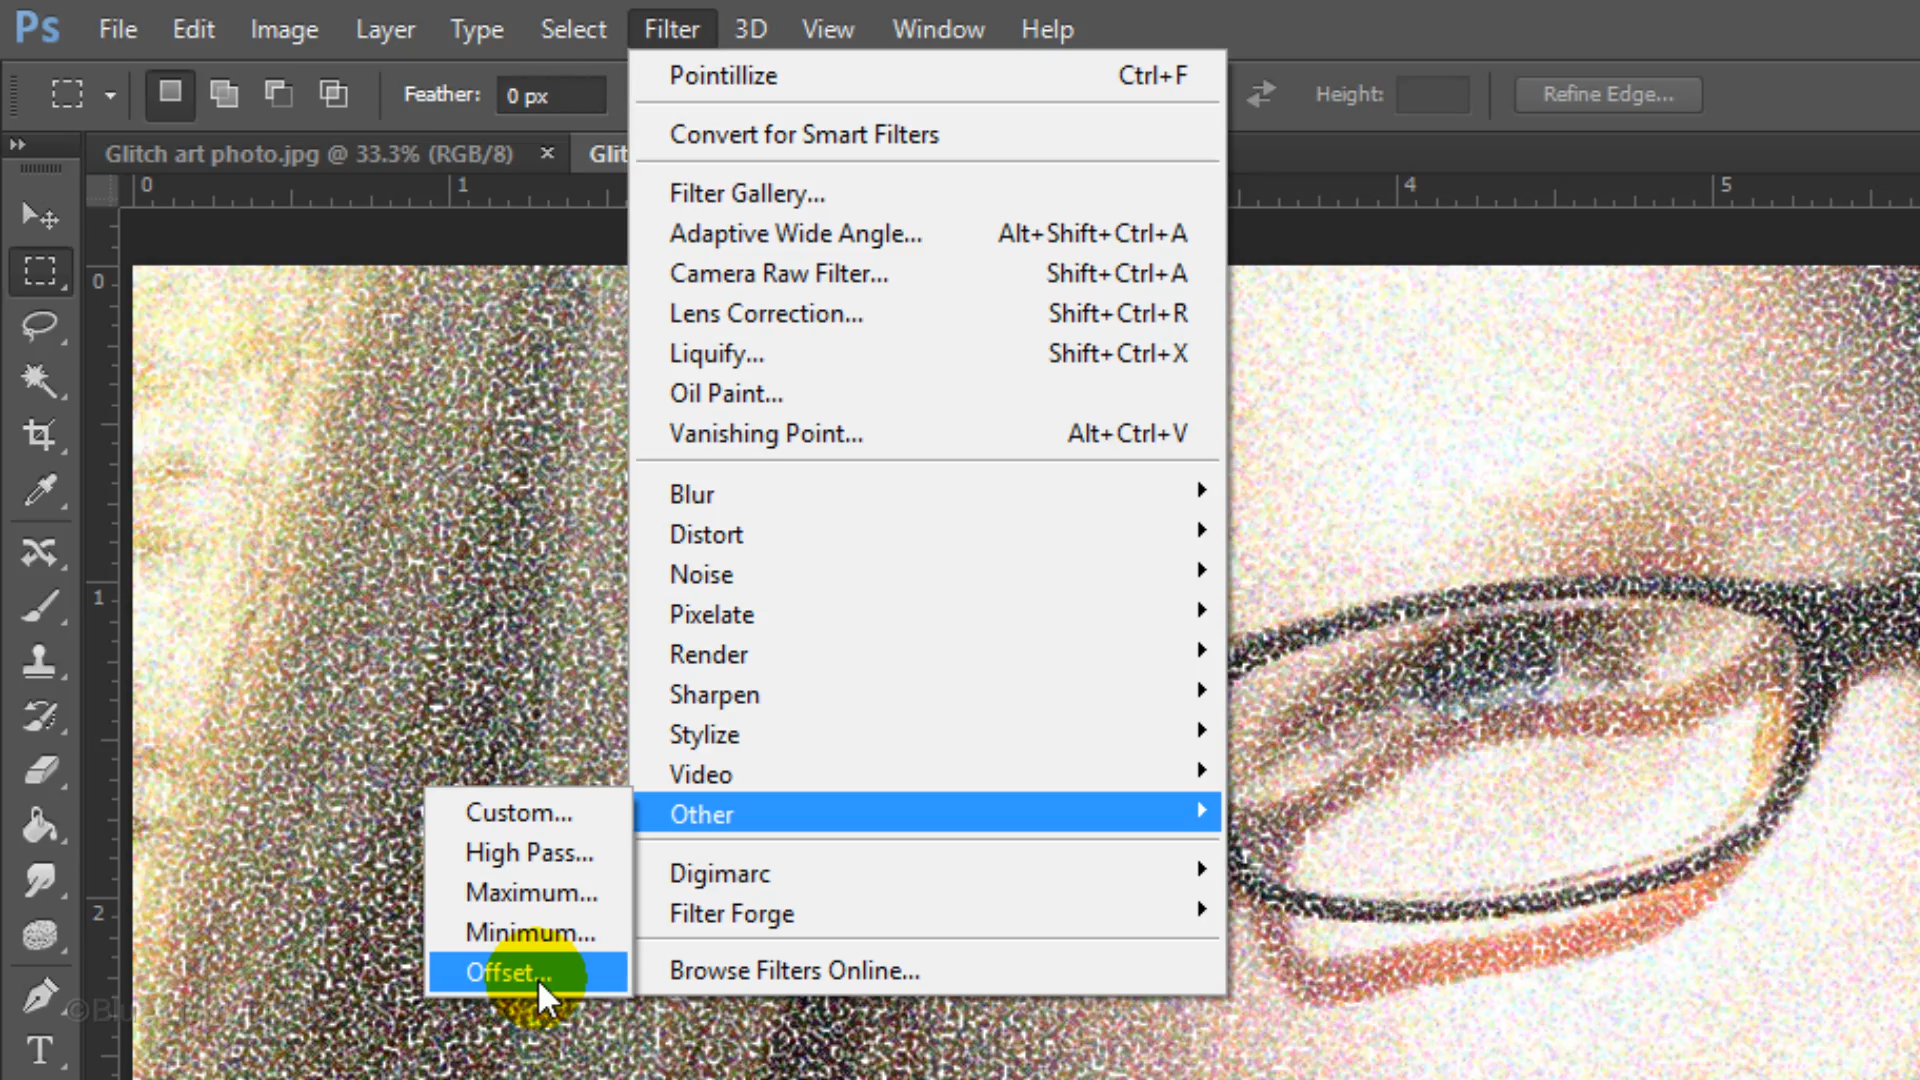 Ps File Edit Image Layer Type Select Filter 3D View Window Help
Feather: 0 px
Height:
Refine Edge...
Glitch art photo.jpg @ 33.3% (RGB/8) ×
Glit
0 1 4 5
0
1
2
Pointillize Ctrl+F
Convert for Smart Filters
Filter Gallery...
Adaptive Wide Angle... Alt+Shift+Ctrl+A
Camera Raw Filter... Shift+Ctrl+A
Lens Correction... Shift+Ctrl+R
Liquify... Shift+Ctrl+X
Oil Paint...
Vanishing Point... Alt+Ctrl+V
Blur
Distort
Noise
Pixelate
Render
Sharpen
Stylize
Video
Other
Digimarc
Filter Forge
Browse Filters Online...
Custom...
High Pass...
Maximum...
Minimum...
Offset...
T